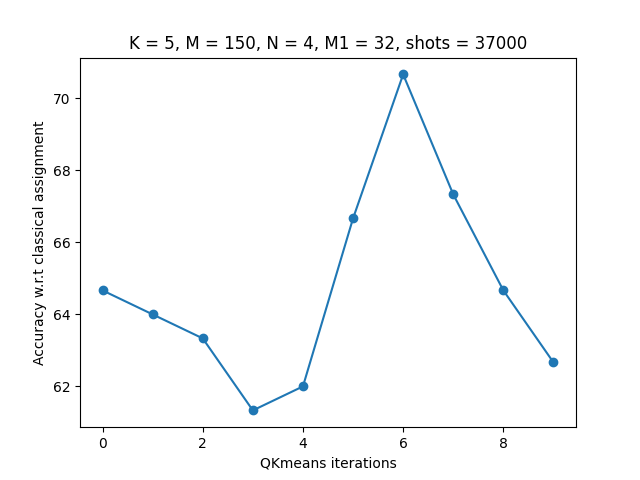 K = 5, M = 150, N = 4, M1 = 32, shots = 37000
Accuracy w.r.t classical assignment
70
68
66
64
62
0 2 4 6 8
QKmeans iterations